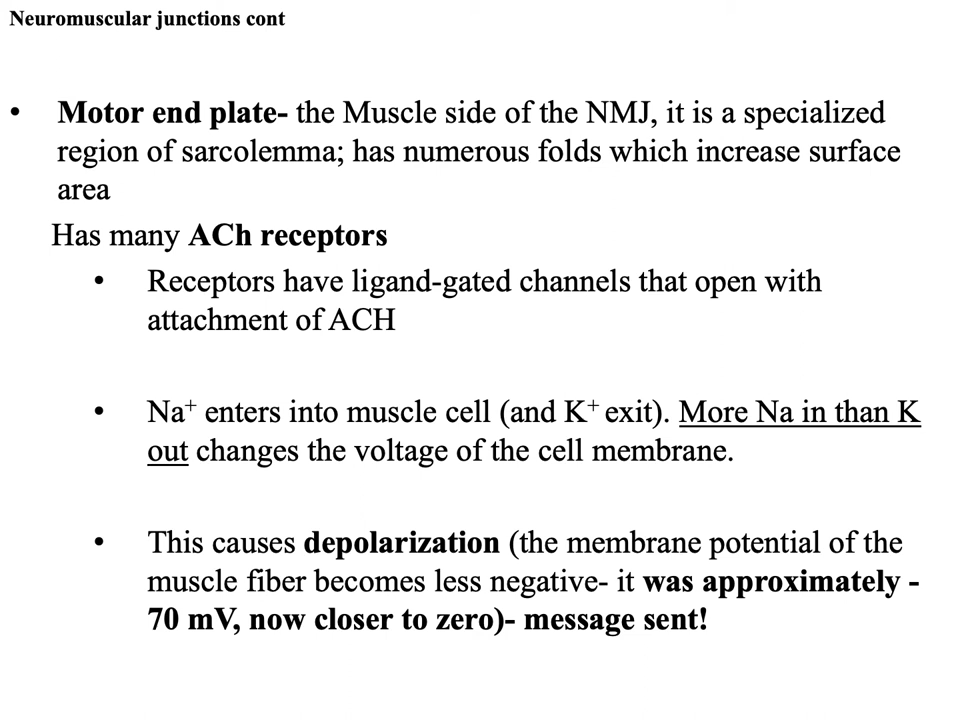 Neuromuscular junctions cont
• Motor end plate- the Muscle side of the NMJ, it is a specialized
region of sarcolemma; has numerous folds which increase surface
area
Has many ACh receptors
• Receptors have ligand-gated channels that open with
attachment of ACH
• Na⁺ enters into muscle cell (and K⁺ exit). More Na in than K
out changes the voltage of the cell membrane.
• This causes depolarization (the membrane potential of the
muscle fiber becomes less negative- it was approximately -
70 mV, now closer to zero)- message sent!